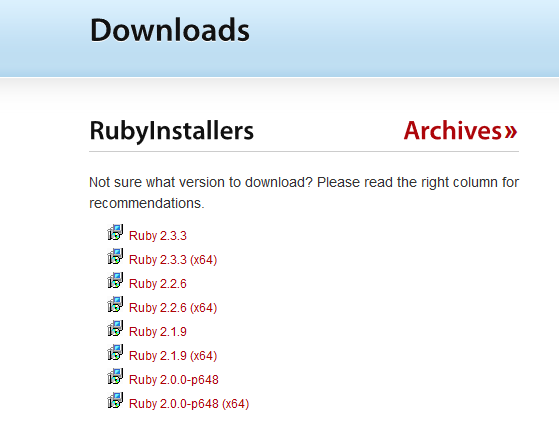 Downloads
RubyInstallers
Archives»
Not sure what version to download? Please read the right column for
recommendations.
Ruby 2.3.3
Ruby 2.3.3 (x64)
Ruby 2.2.6
Ruby 2.2.6 (x64)
Ruby 2.1.9
Ruby 2.1.9 (x64)
Ruby 2.0.0-p648
Ruby 2.0.0-p648 (x64)